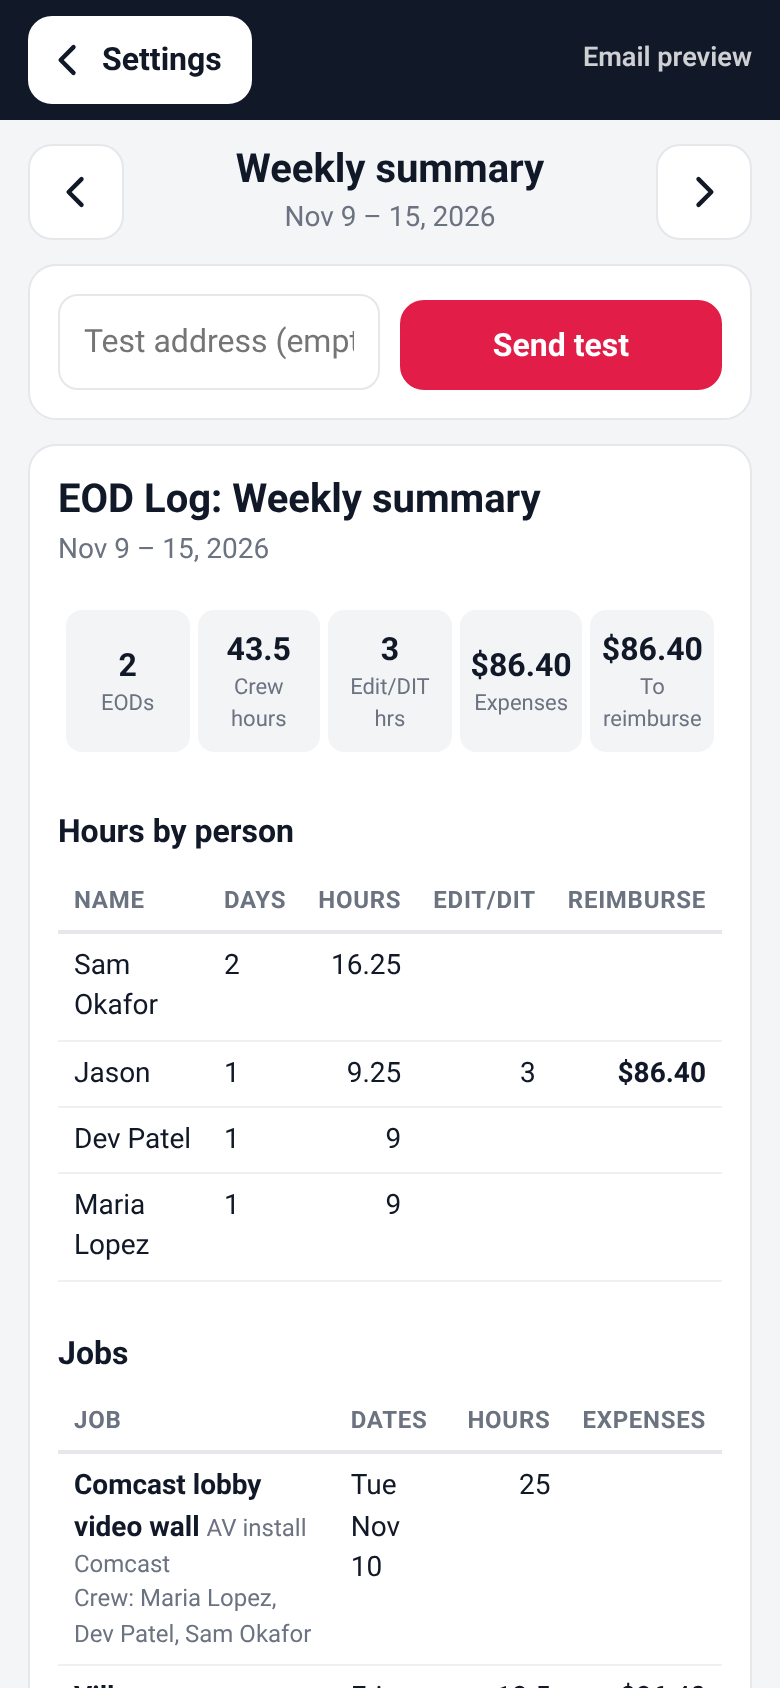 Settings
Email preview
Weekly summary
Nov 9 – 15, 2026
Test address (empt
Send test
EOD Log: Weekly summary
Nov 9 – 15, 2026
2
EODs
43.5
Crew
hours
3
Edit/DIT
hrs
$86.40
Expenses
$86.40
To
reimburse
Hours by person
NAME DAYS HOURS EDIT/DIT REIMBURSE
Sam 2 16.25
Okafor
Jason 1 9.25 3 $86.40
Dev Patel 1 9
Maria 1 9
Lopez
Jobs
JOB DATES HOURS EXPENSES
Comcast lobby Tue 25
video wall AV install Nov
Comcast 10
Crew: Maria Lopez,
Dev Patel, Sam Okafor